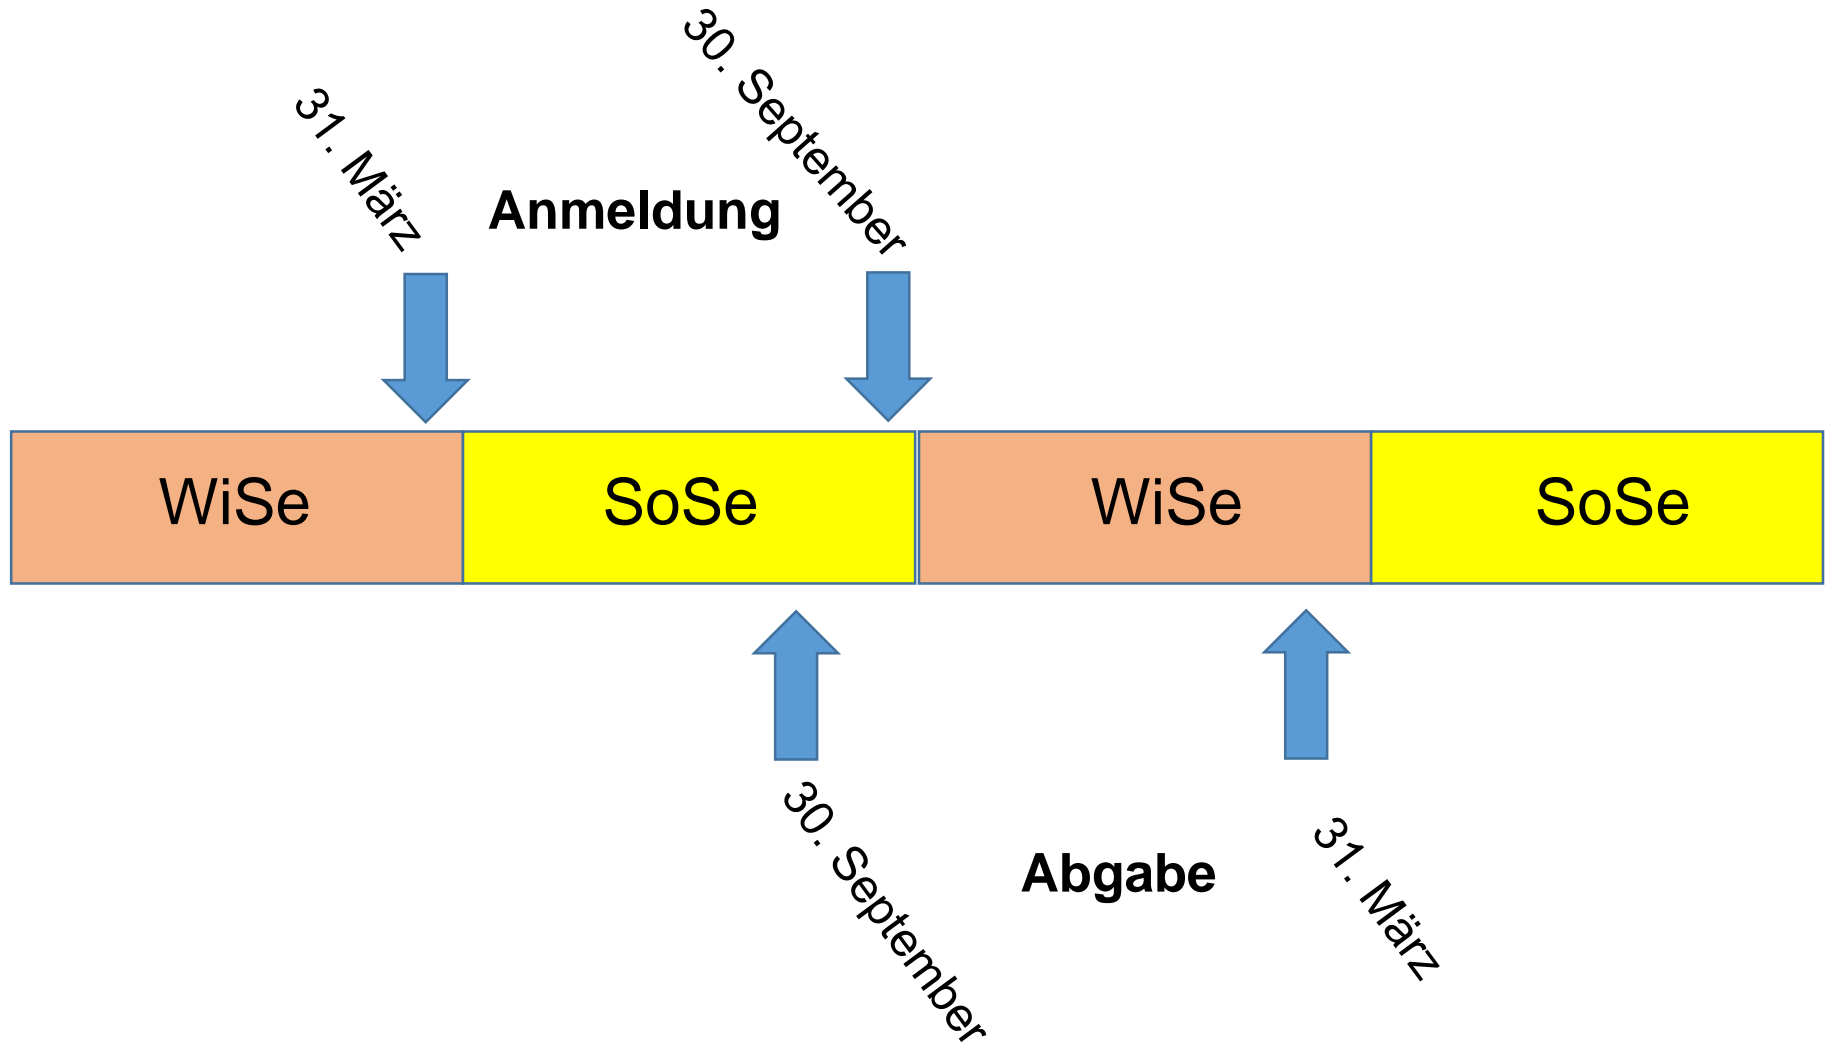 31. März
Anmeldung
30. September
WiSe
SoSe
WiSe
SoSe
30. September
Abgabe
31. März